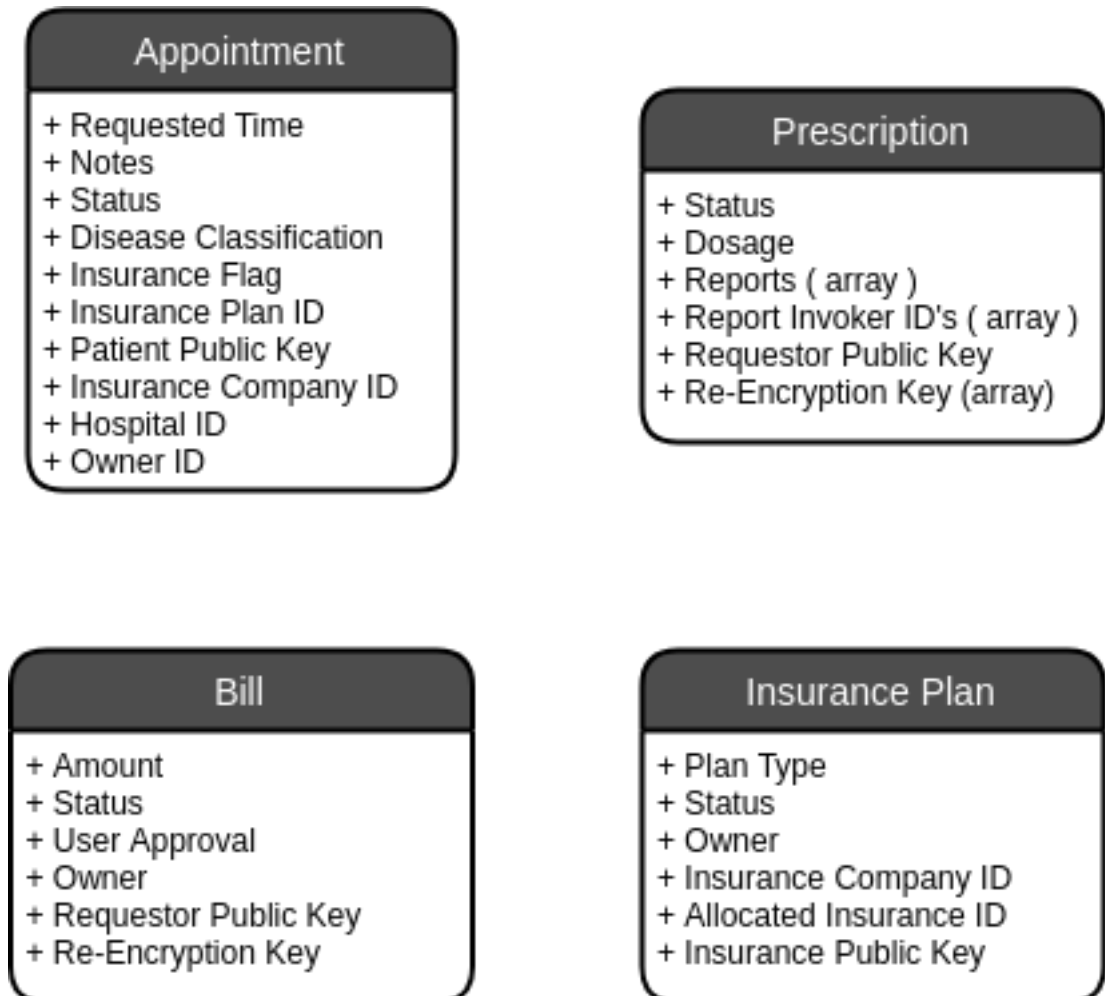 Appointment
+ Requested Time
+ Notes
+ Status
+ Disease Classification
+ Insurance Flag
+ Insurance Plan ID
+ Patient Public Key
+ Insurance Company ID
+ Hospital ID
+ Owner ID
Prescription
+ Status
+ Dosage
+ Reports ( array )
+ Report Invoker ID's ( array )
+ Requestor Public Key
+ Re-Encryption Key (array)
Bill
+ Amount
+ Status
+ User Approval
+ Owner
+ Requestor Public Key
+ Re-Encryption Key
Insurance Plan
+ Plan Type
+ Status
+ Owner
+ Insurance Company ID
+ Allocated Insurance ID
+ Insurance Public Key